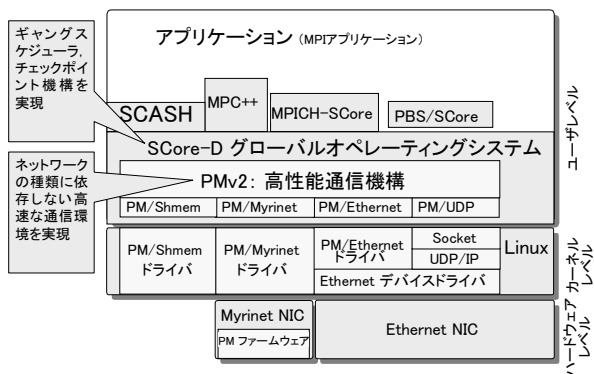 ギャングス
ケジューラ,
チェックポイ
ント機構を
実現
アプリケーション (MPIアプリケーション)
SCASH
MPC++
MPICH-SCore
PBS/SCore
SCore-D グローバルオペレーティングシステム
ネットワーク
の種類に依
存しない高
速な通信環
境を実現
PMv2: 高性能通信機構
PM/Shmem
PM/Myrinet
PM/Ethernet
PM/UDP
ユーザレベル
PM/Shmem
ドライバ
PM/Myrinet
ドライバ
PM/Ethernet
ドライバ
Socket
UDP/IP
Ethernet デバイスドライバ
Linux
カーネル
レベル
Myrinet NIC
PM ファームウェア
Ethernet NIC
ハードウェア
レベル